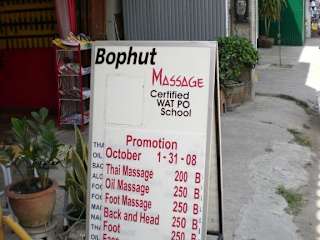 Bophut
MASSAGE
Certified
WAT PO
School
Promotion
October 1-31-08
Thai Massage 200 B
Oil Massage 250 B
Foot Massage 250 B
Back and Head 250 B
Foot 250 B